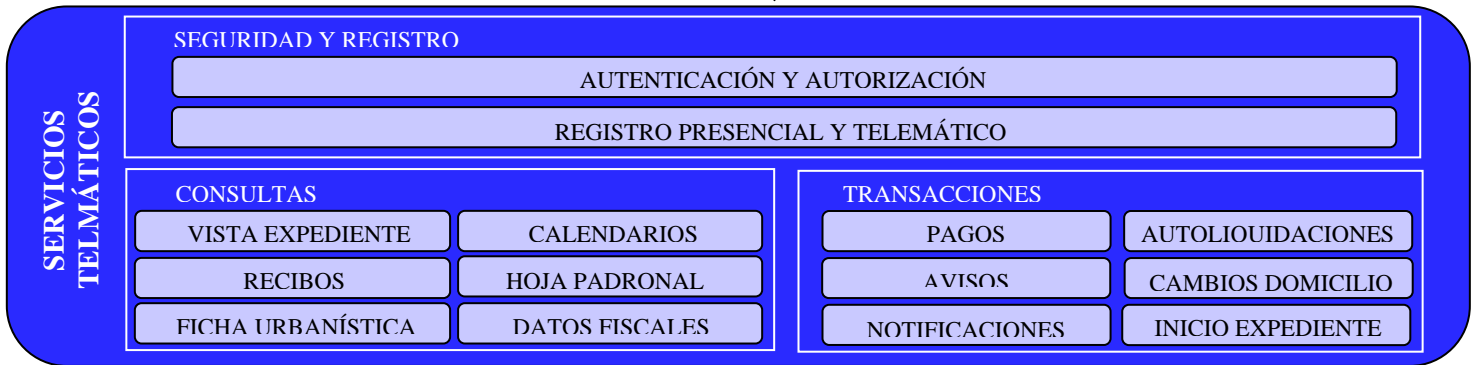 SEGURIDAD Y REGISTRO
AUTENTICACIÓN Y AUTORIZACIÓN
REGISTRO PRESENCIAL Y TELEMÁTICO
SERVICIOS
TELMÁTICOS
CONSULTAS
VISTA EXPEDIENTE
CALENDARIOS
RECIBOS
HOJA PADRONAL
FICHA URBANÍSTICA
DATOS FISCALES
TRANSACCIONES
PAGOS
AUTOLIQUIDACIONES
AVISOS
CAMBIOS DOMICILIO
NOTIFICACIONES
INICIO EXPEDIENTE